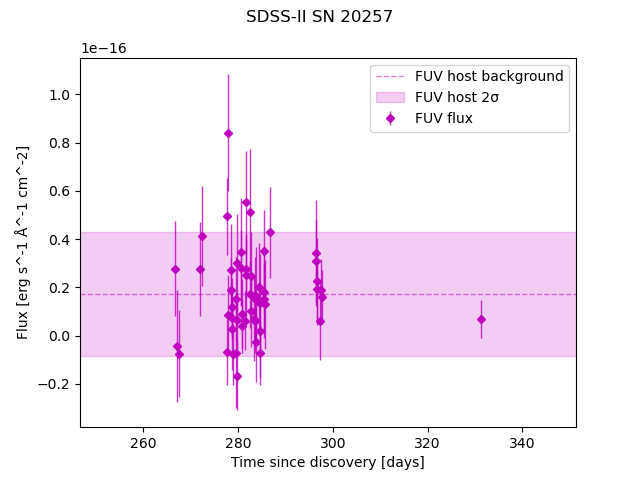 SDSS-II SN 20257
1e−16
FUV host background
FUV host 2σ
FUV flux
1.0
0.8
0.6
0.4
0.2
0.0
−0.2
Flux [erg s^-1 Å^-1 cm^-2]
260 280 300 320 340
Time since discovery [days]